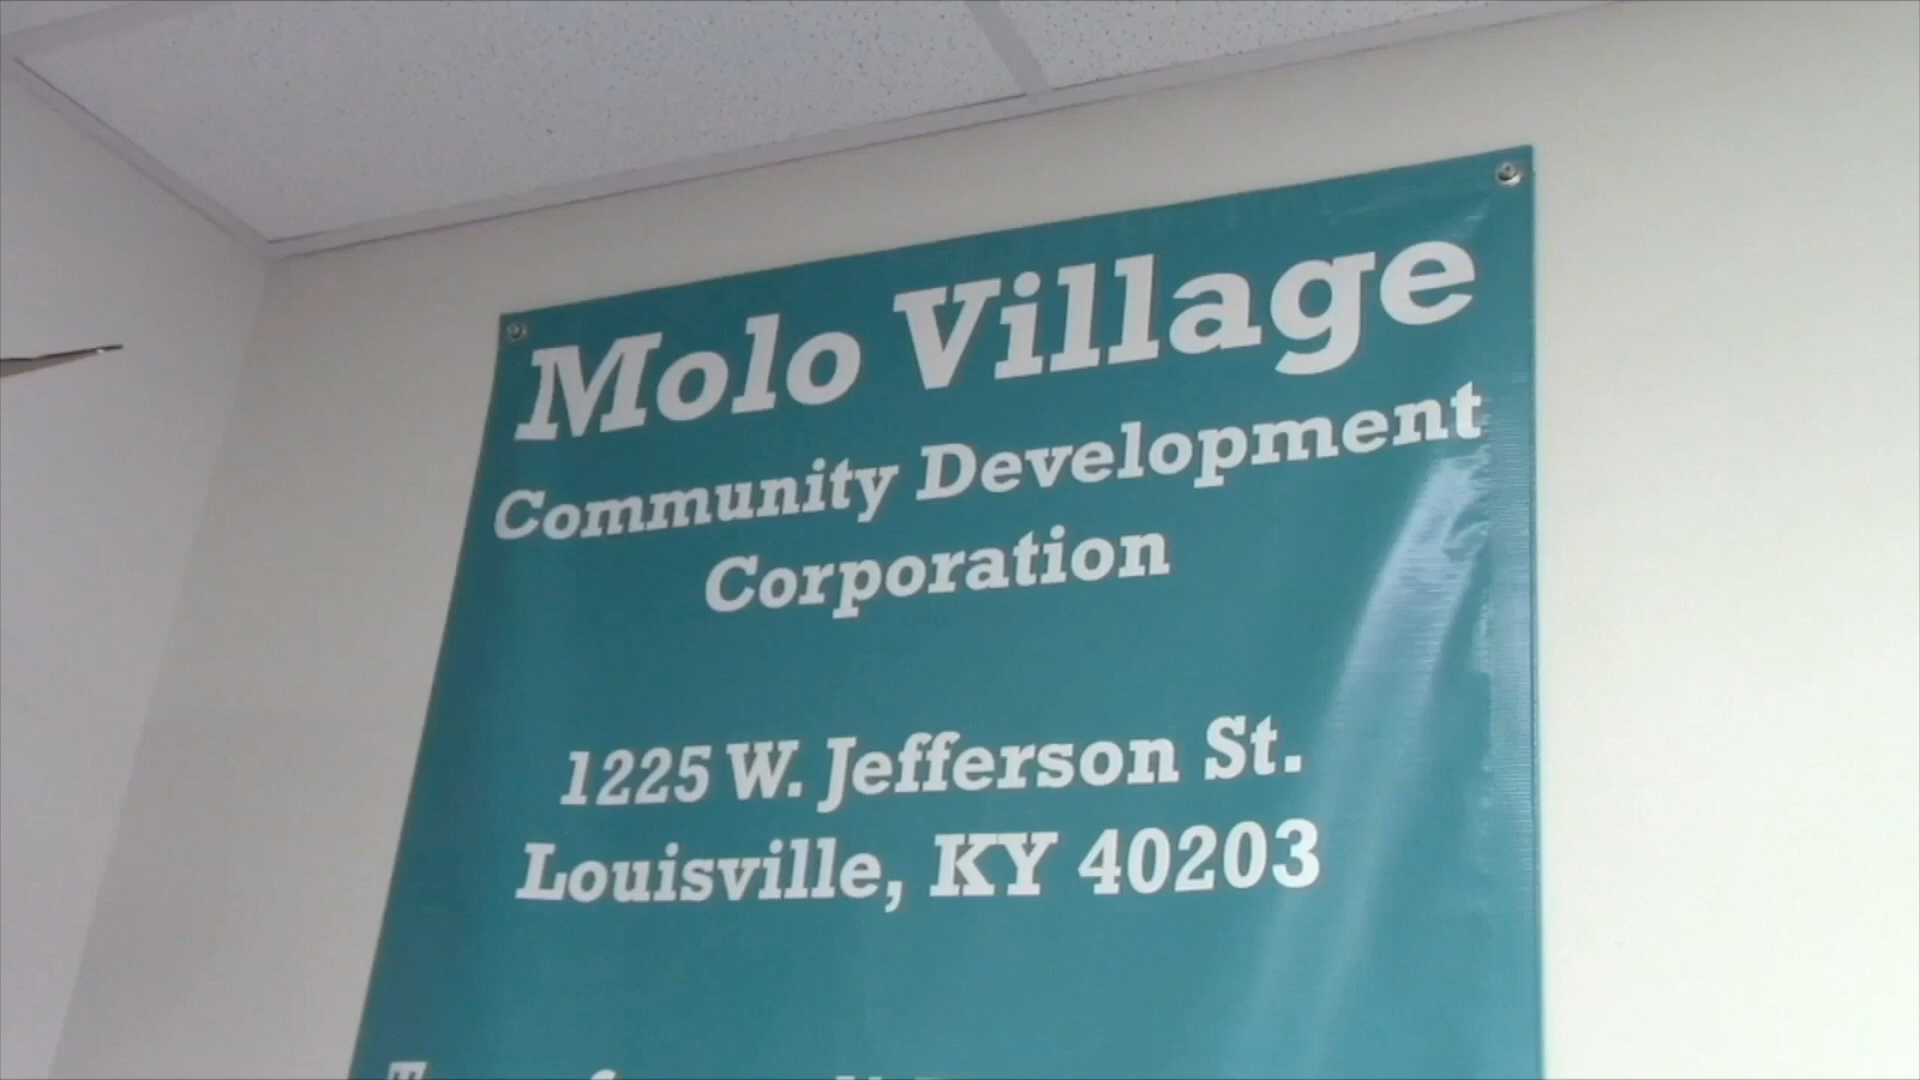 Molo Village
Community Development
Corporation
1225 W. Jefferson St.
Louisville, KY 40203